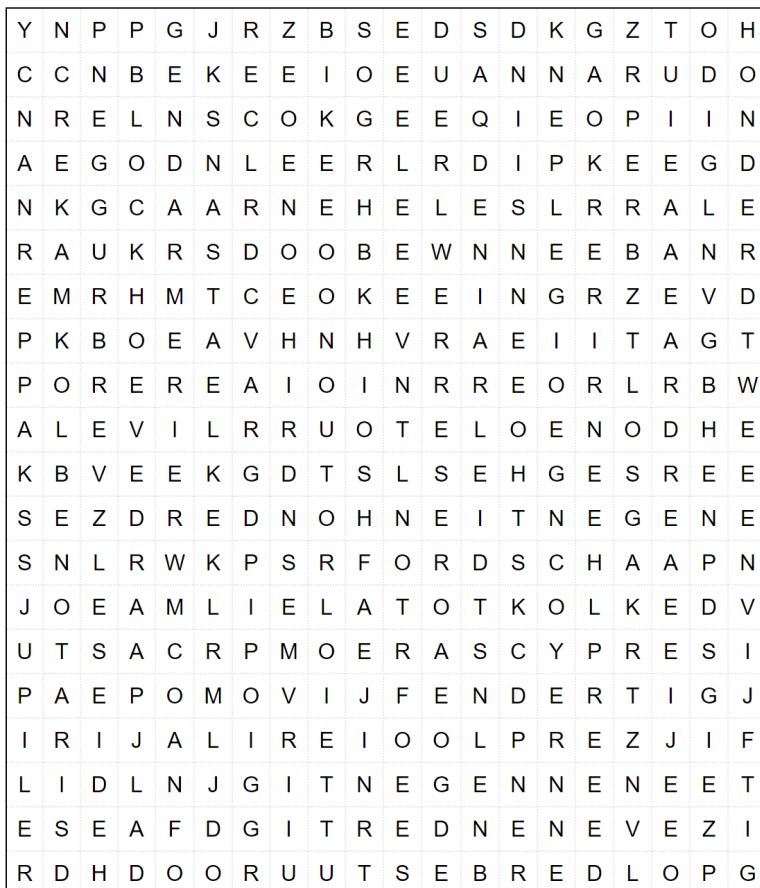 Y N P P G J R Z B S E D S D K G Z T O H
C C N B E K E E I O E U A N N A R U D O
N R E L N S C O K G E E Q I E O P I I N
A E G O D N L E E R L R D I P K E E G D
N K G C A A R N E H E L E S L R R A L E
R A U K R S D O O B E W N N E E B A N R
E M R H M T C E O K E E I N G R Z E V D
P K B O E A V H N H V R A E I I T A G T
P O R E R E A I O I N R R E O R L R B W
A L E V I L R R U O T E L O E N O D H E
K B V E E K G D T S L S E H G E S R E E
S E Z D R E D N O H N E I T N E G E N E
S N L R W K P S R F O R D S C H A A P N
J O E A M L I E L A T O T K O L K E D V
U T S A C R P M O E R A S C Y P R E S I
P A E P O M O V I J F E N D E R T I G J
I R I J A L I R E I O O L P R E Z J I F
L I D L N J G I T N E G E N N E N E E T
E S E A F D G I T R E D N E N E V E Z I
R D H D O O R U U T S E B R E D L O P G